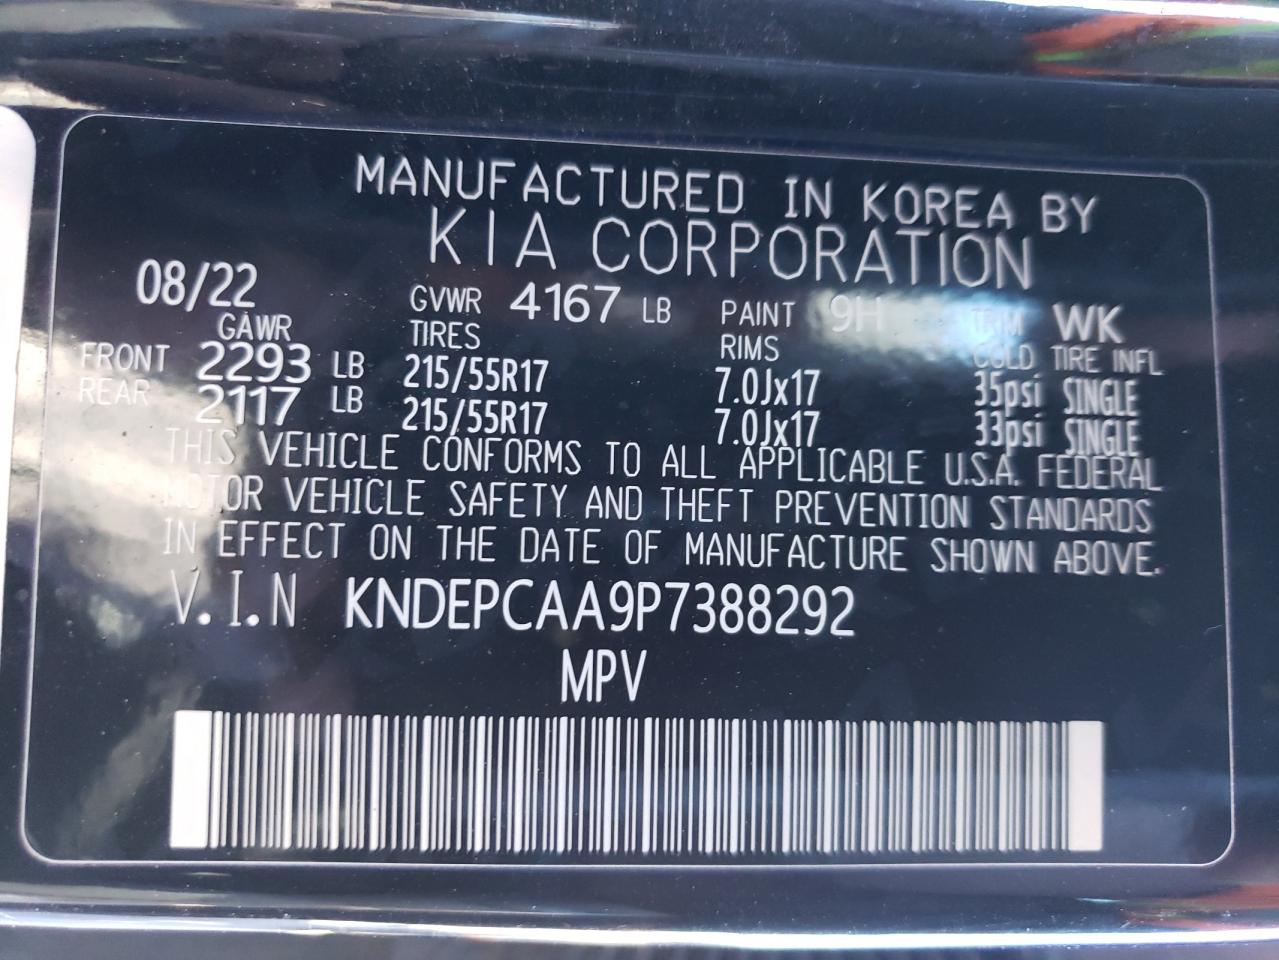 MANUFACTURED IN KOREA BY
KIA CORPORATION
08/22 GVWR 4167 LB PAINT 9H TRIM WK
GAWR TIRES RIMS COLD TIRE INFL
FRONT 2293 LB 215/55R17 7.0Jx17 35psi SINGLE
REAR 2117 LB 215/55R17 7.0Jx17 33psi SINGLE
THIS VEHICLE CONFORMS TO ALL APPLICABLE U.S.A. FEDERAL
MOTOR VEHICLE SAFETY AND THEFT PREVENTION STANDARDS
IN EFFECT ON THE DATE OF MANUFACTURE SHOWN ABOVE.
V.I.N KNDEPCAA9P7388292
MPV